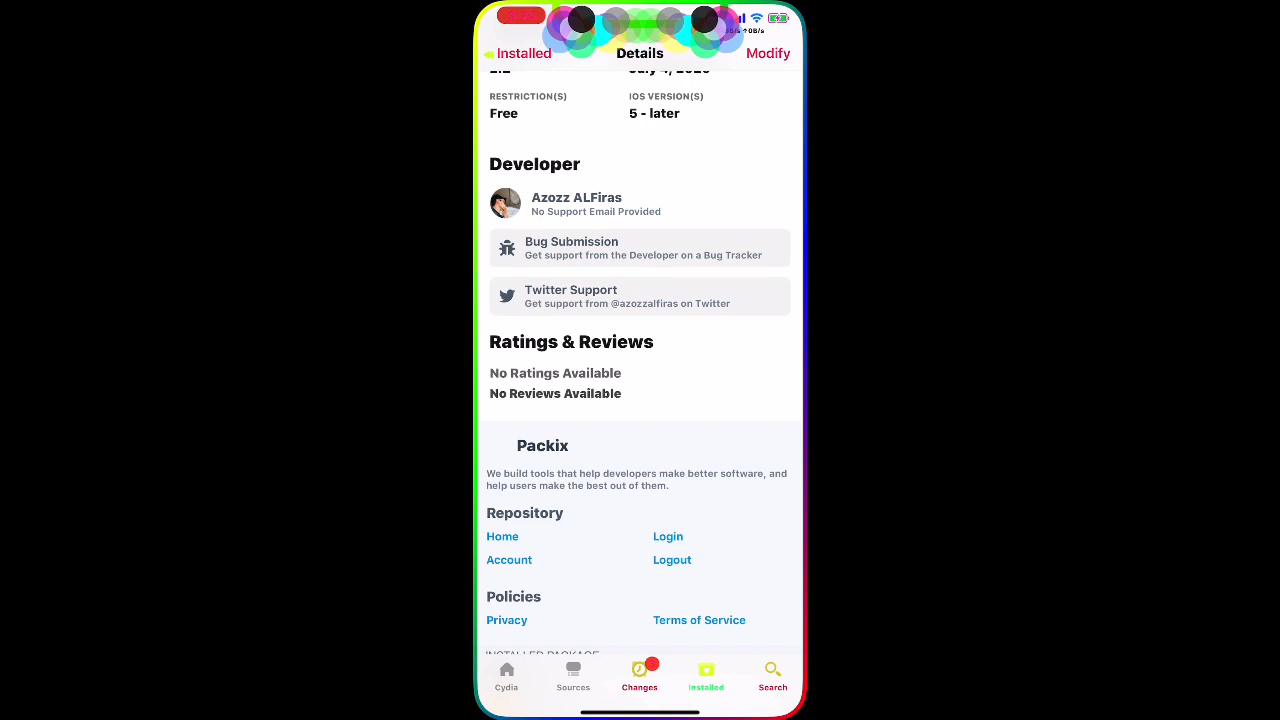 Installed
Details
Modify
RESTRICTION(S)
IOS VERSION(S)
Free
5 - later
Developer
Azozz ALFiras
No Support Email Provided
Bug Submission
Get support from the Developer on a Bug Tracker
Twitter Support
Get support from @azozzalfiras on Twitter
Ratings & Reviews
No Ratings Available
No Reviews Available
Packix
We build tools that help developers make better software, and
help users make the best out of them.
Repository
Home
Login
Account
Logout
Policies
Privacy
Terms of Service
INSTALLED PACKAGE
Cydia
Sources
Changes
Installed
Search